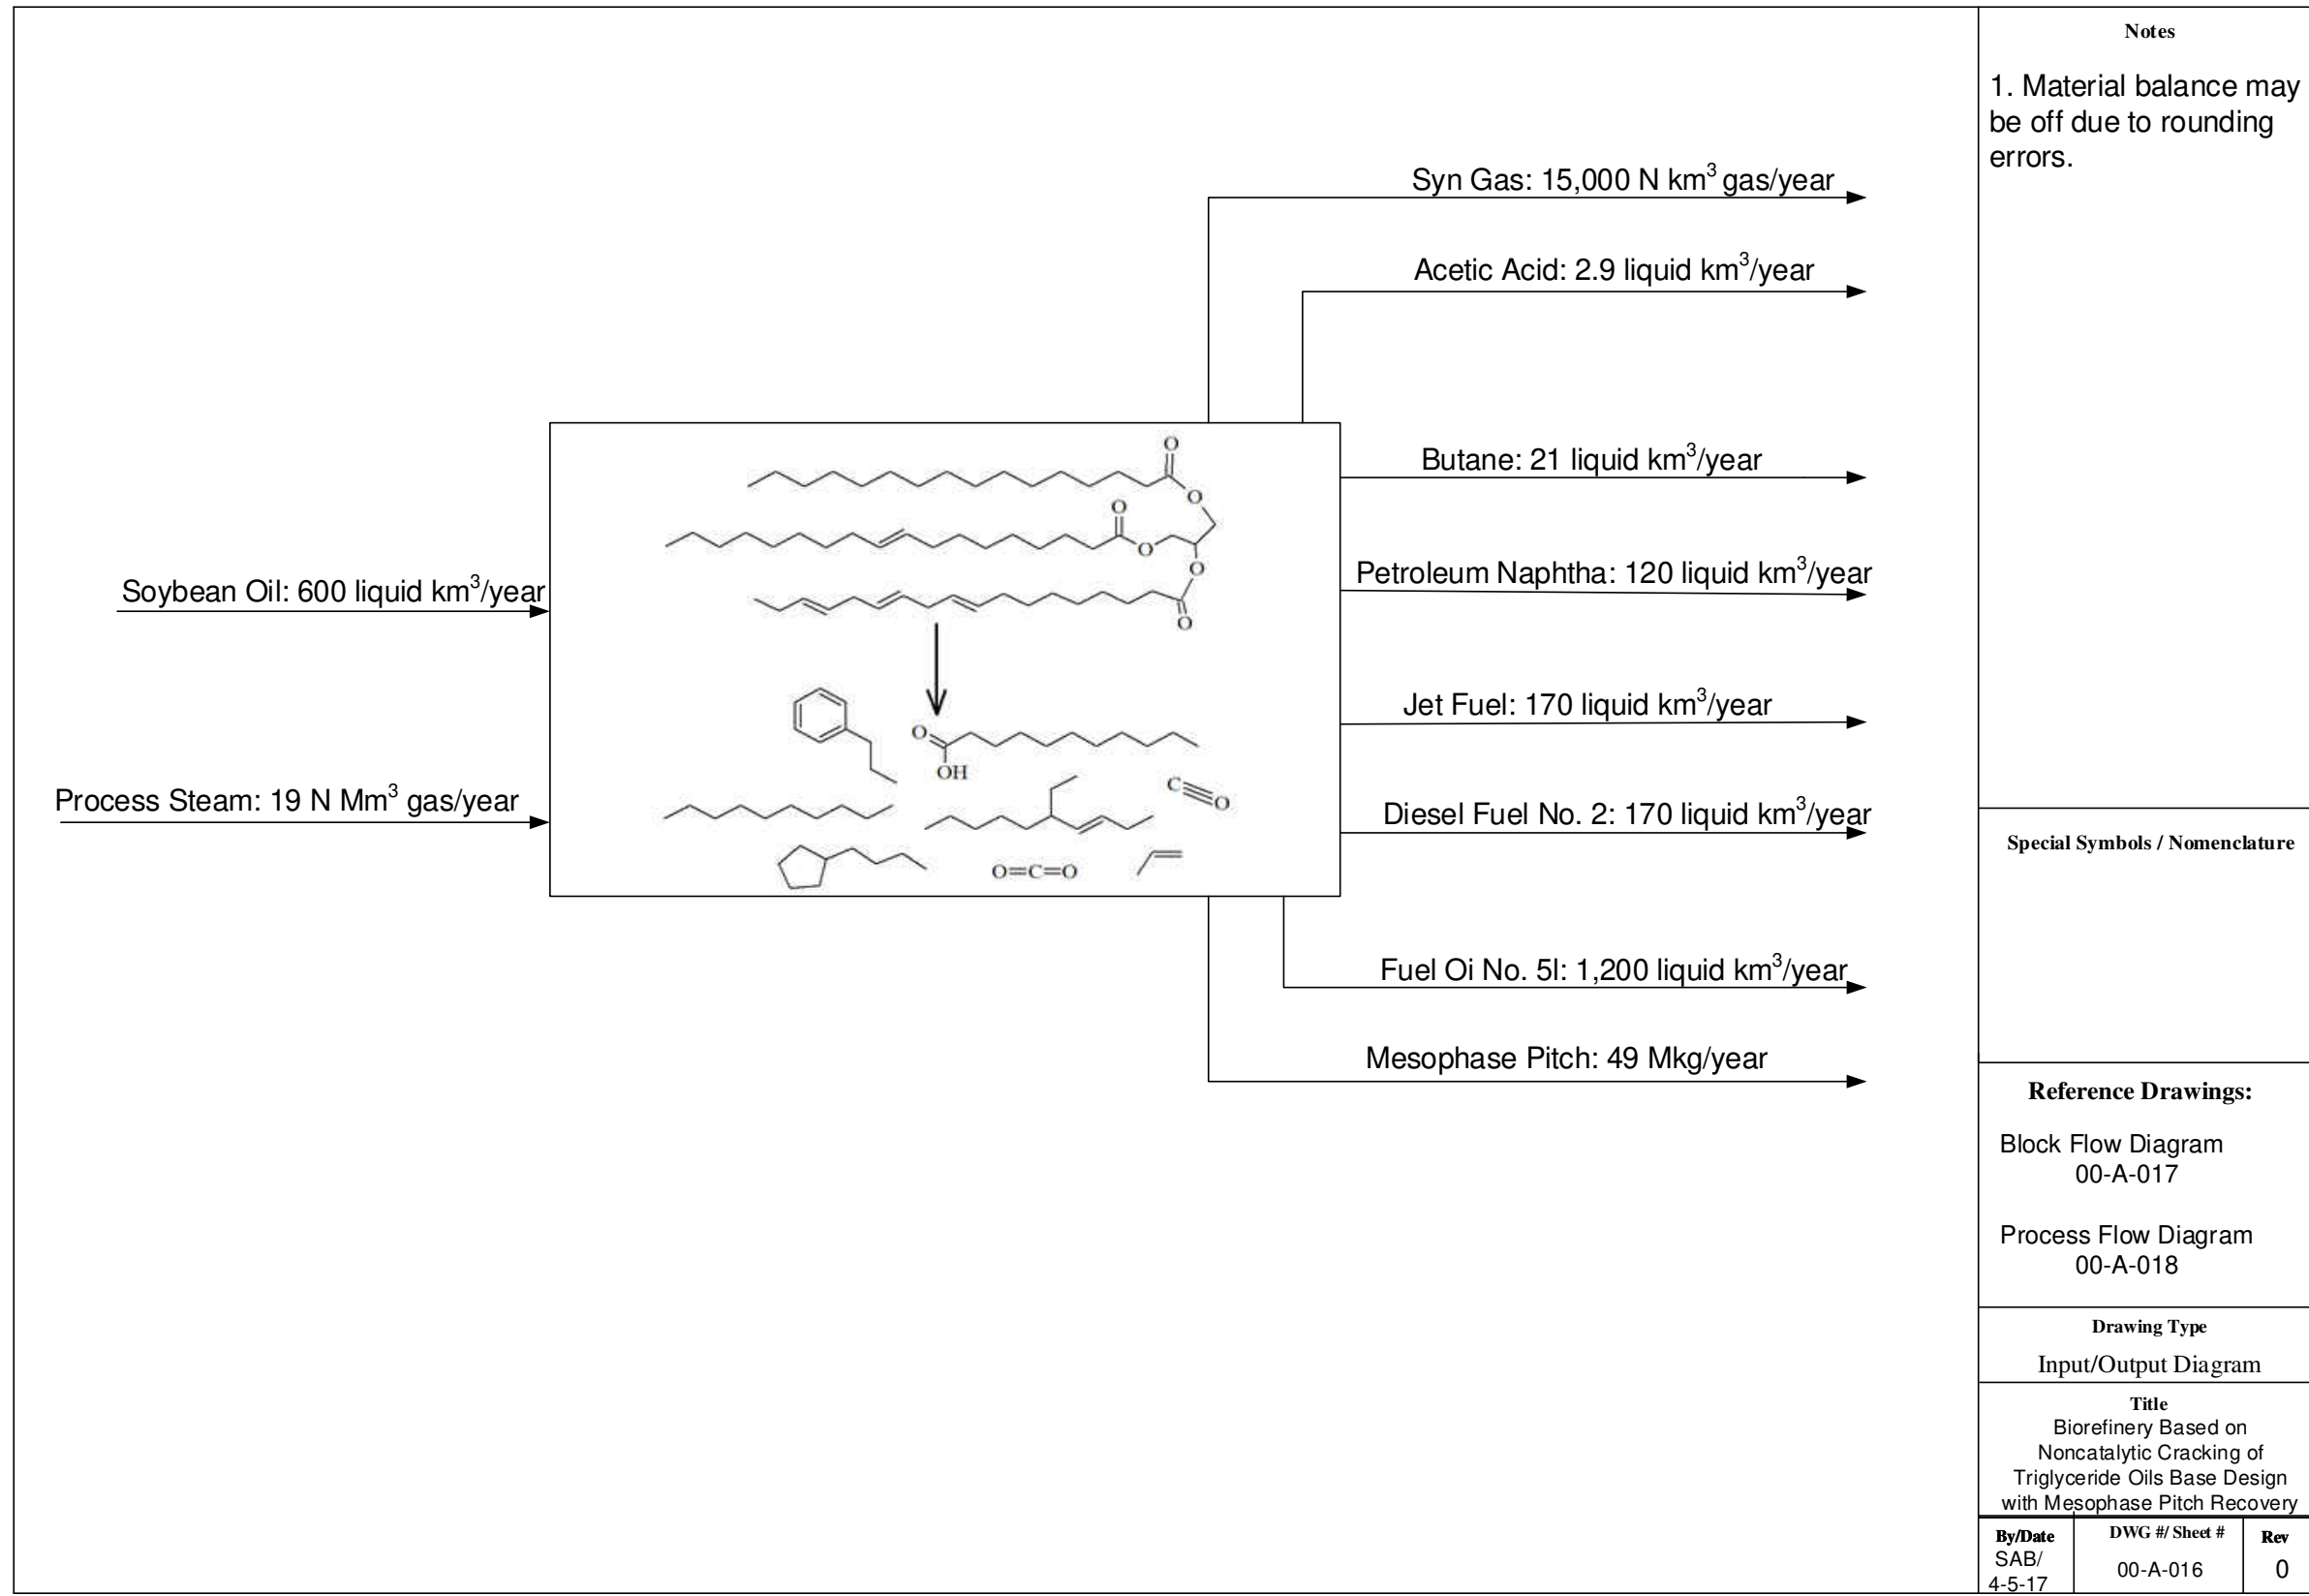 Syn Gas: 15,000 N km³ gas/year
Acetic Acid: 2.9 liquid km³/year
Butane: 21 liquid km³/year
Petroleum Naphtha: 120 liquid km³/year
Jet Fuel: 170 liquid km³/year
Diesel Fuel No. 2: 170 liquid km³/year
Fuel Oi No. 5l: 1,200 liquid km³/year
Mesophase Pitch: 49 Mkg/year
Soybean Oil: 600 liquid km³/year
Process Steam: 19 N Mm³ gas/year
O
O
O
O
O
O
O
OH
C≡O
O=C=O
Notes
1. Material balance may
be off due to rounding
errors.
Special Symbols / Nomenclature
Reference Drawings:
Block Flow Diagram
00-A-017
Process Flow Diagram
00-A-018
Drawing Type
Input/Output Diagram
Title
Biorefinery Based on
Noncatalytic Cracking of
Triglyceride Oils Base Design
with Mesophase Pitch Recovery
By/Date
SAB/
4-5-17
DWG #/ Sheet #
00-A-016
Rev
0